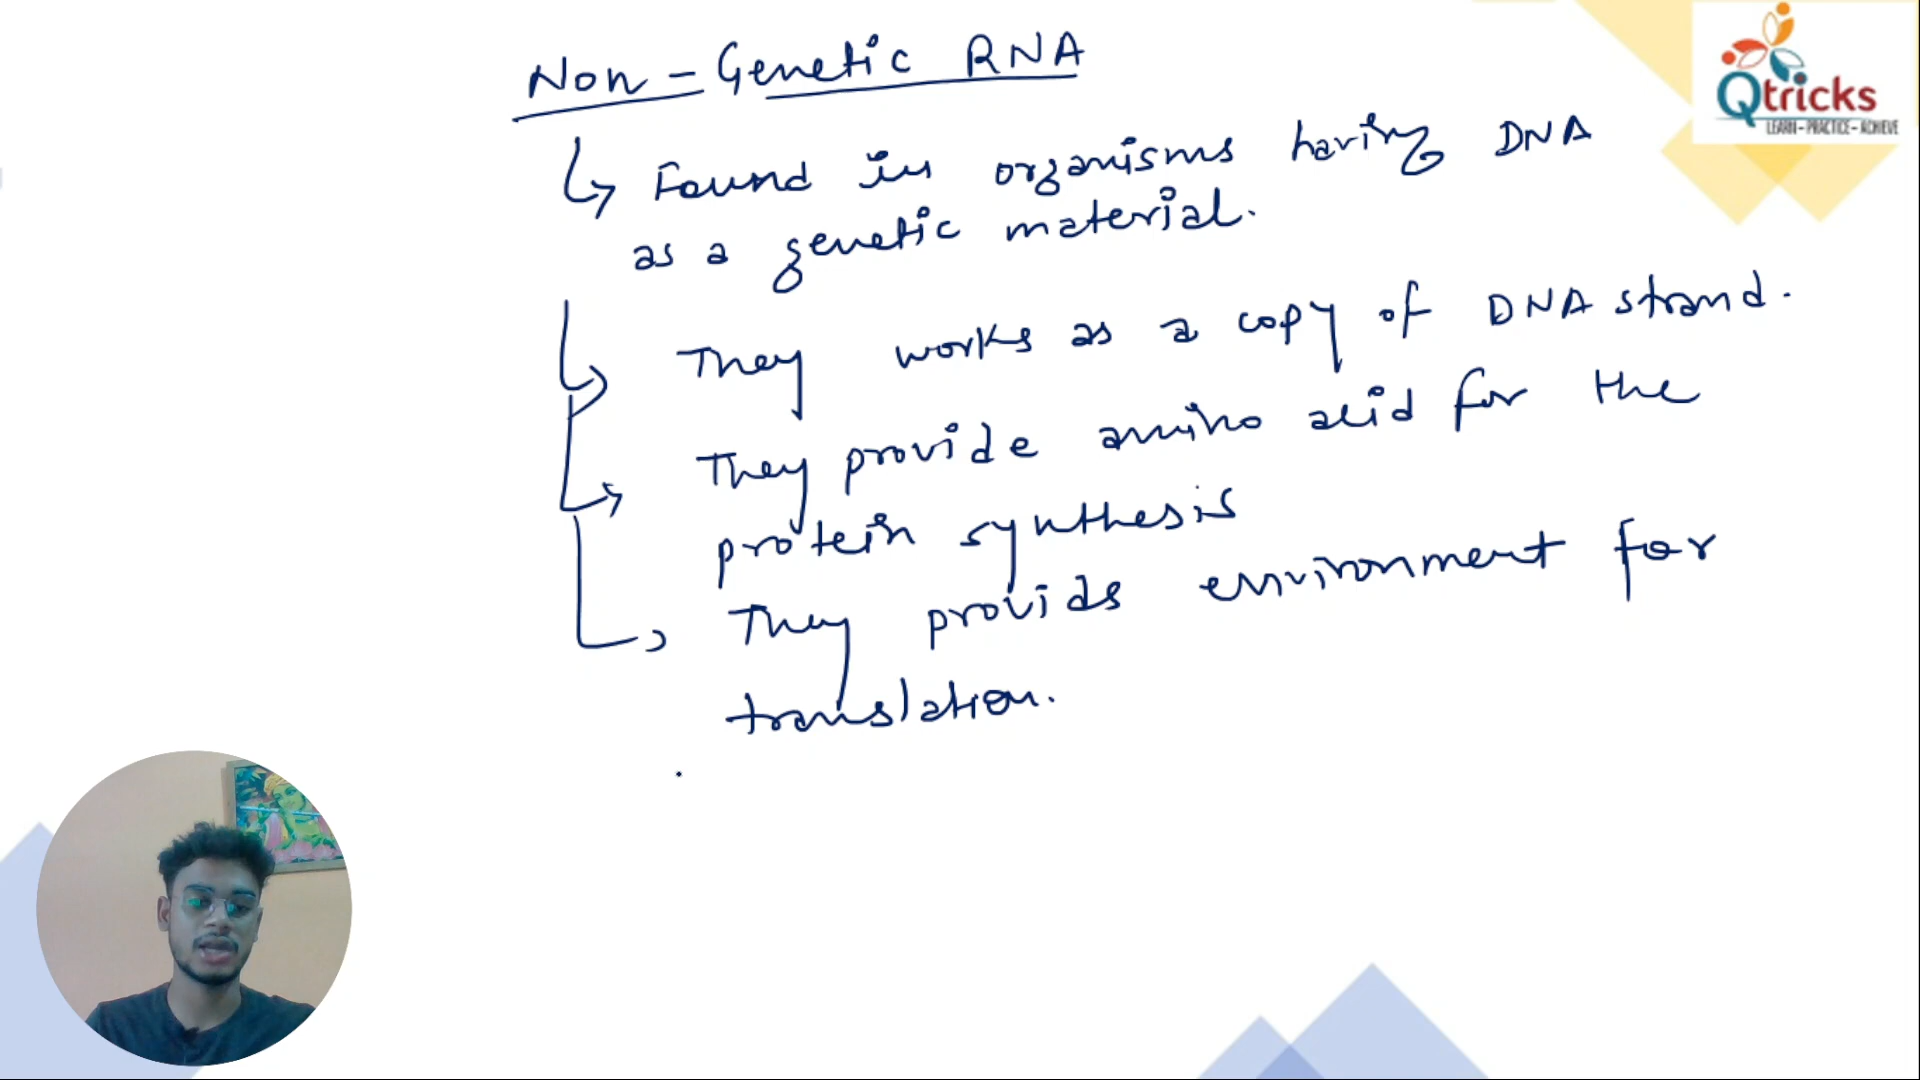 Non-Genetic RNA
Qtricks
LEARN-PRACTICE-ACHIEVE
Found in organisms having DNA
as a genetic material.
They works as a copy of DNA strand.
They provide amino acid for the
protein synthesis
They provide environment for
translation.